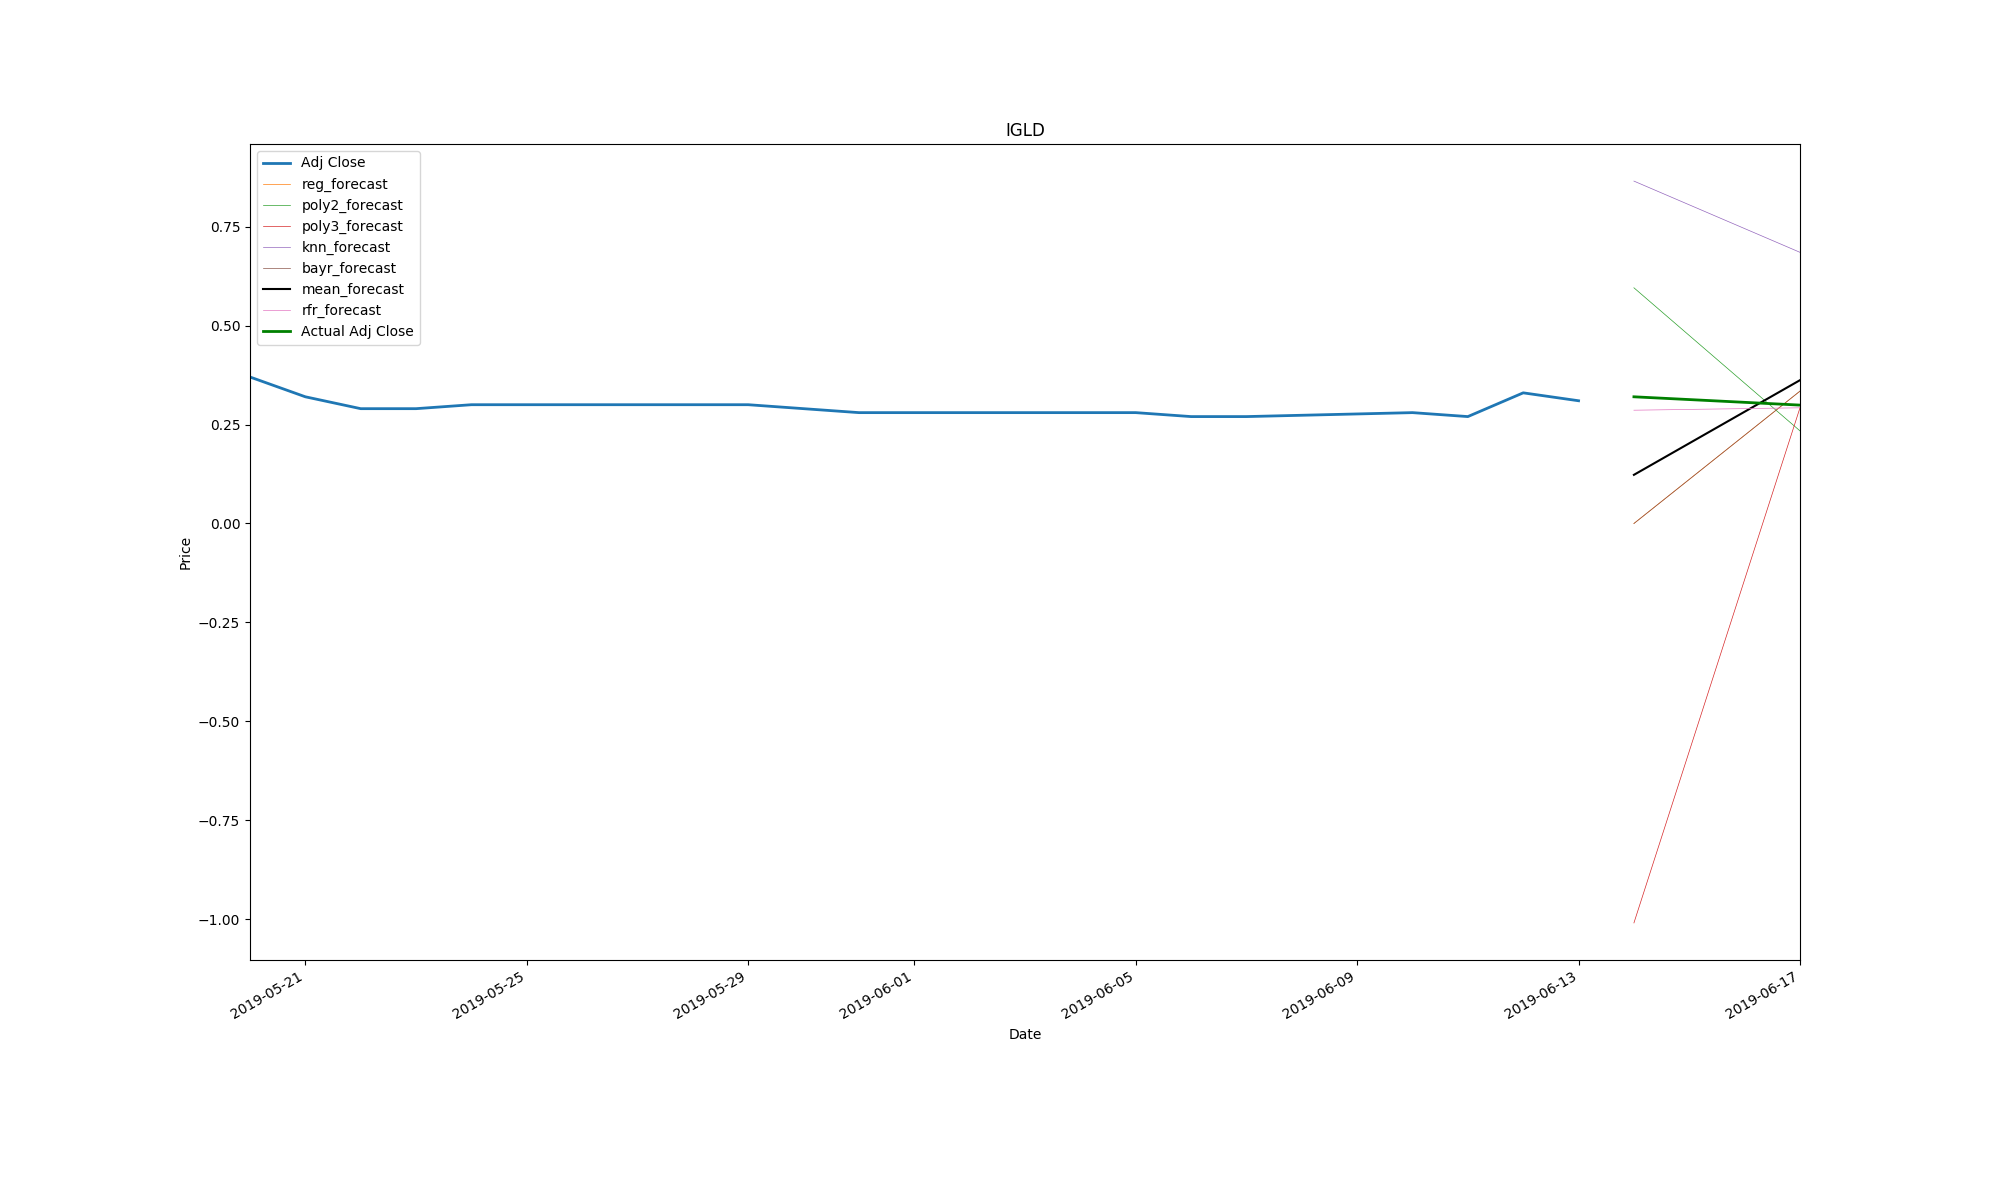 IGLD
Adj Close
reg_forecast
poly2_forecast
poly3_forecast
knn_forecast
bayr_forecast
mean_forecast
rfr_forecast
Actual Adj Close
0.75
0.50
0.25
0.00
−0.25
−0.50
−0.75
−1.00
Price
2019-05-21
2019-05-25
2019-05-29
2019-06-01
2019-06-05
2019-06-09
2019-06-13
2019-06-17
Date